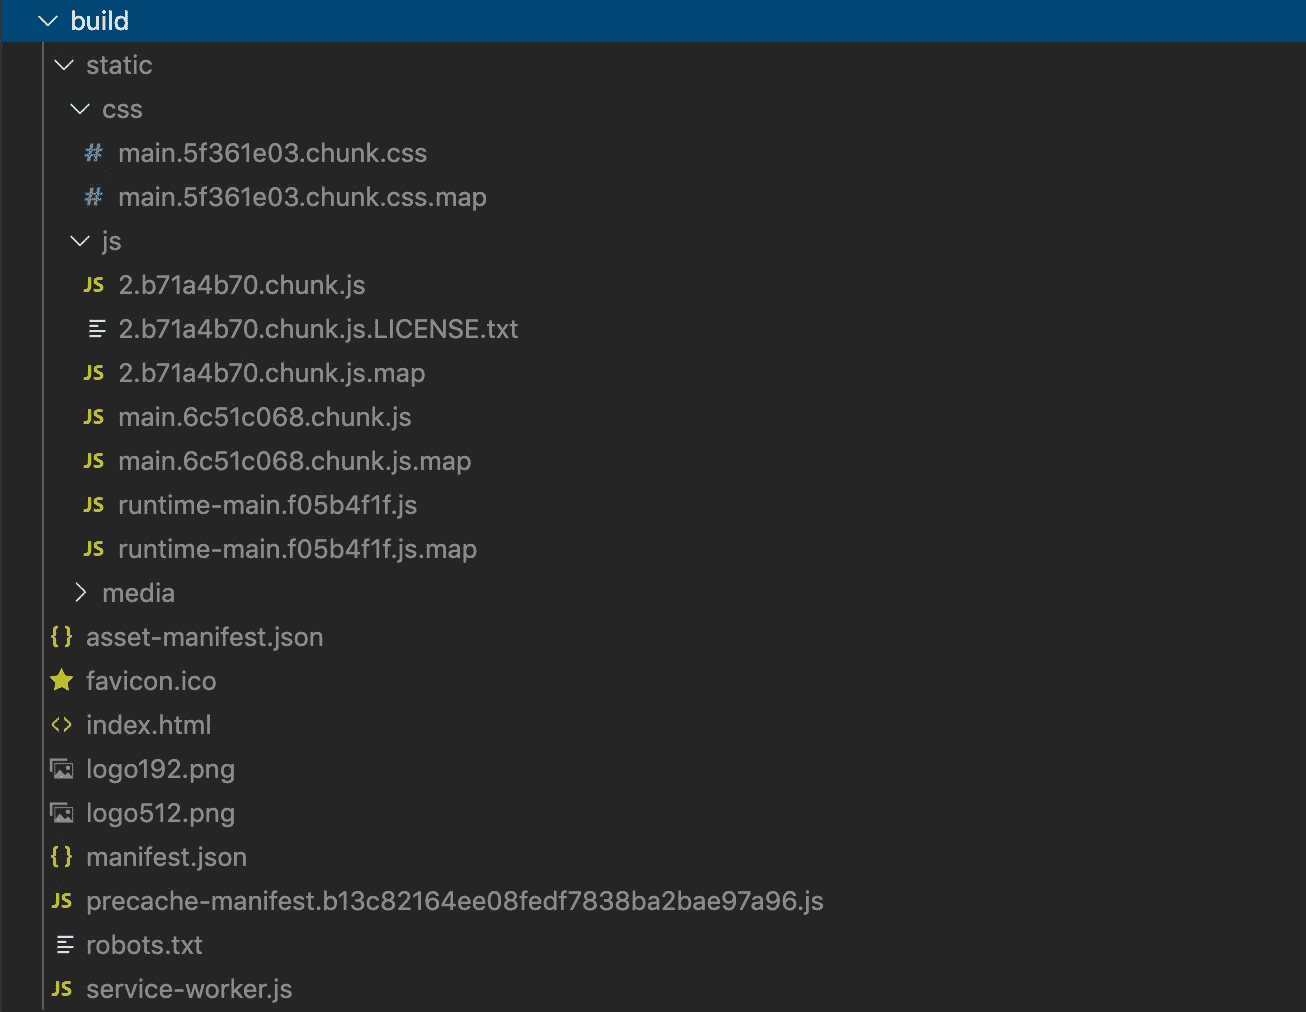 build
static
css
# main.5f361e03.chunk.css
# main.5f361e03.chunk.css.map
js
JS 2.b71a4b70.chunk.js
2.b71a4b70.chunk.js.LICENSE.txt
JS 2.b71a4b70.chunk.js.map
JS main.6c51c068.chunk.js
JS main.6c51c068.chunk.js.map
JS runtime-main.f05b4f1f.js
JS runtime-main.f05b4f1f.js.map
media
{} asset-manifest.json
favicon.ico
<> index.html
logo192.png
logo512.png
{} manifest.json
JS precache-manifest.b13c82164ee08fedf7838ba2bae97a96.js
robots.txt
JS service-worker.js